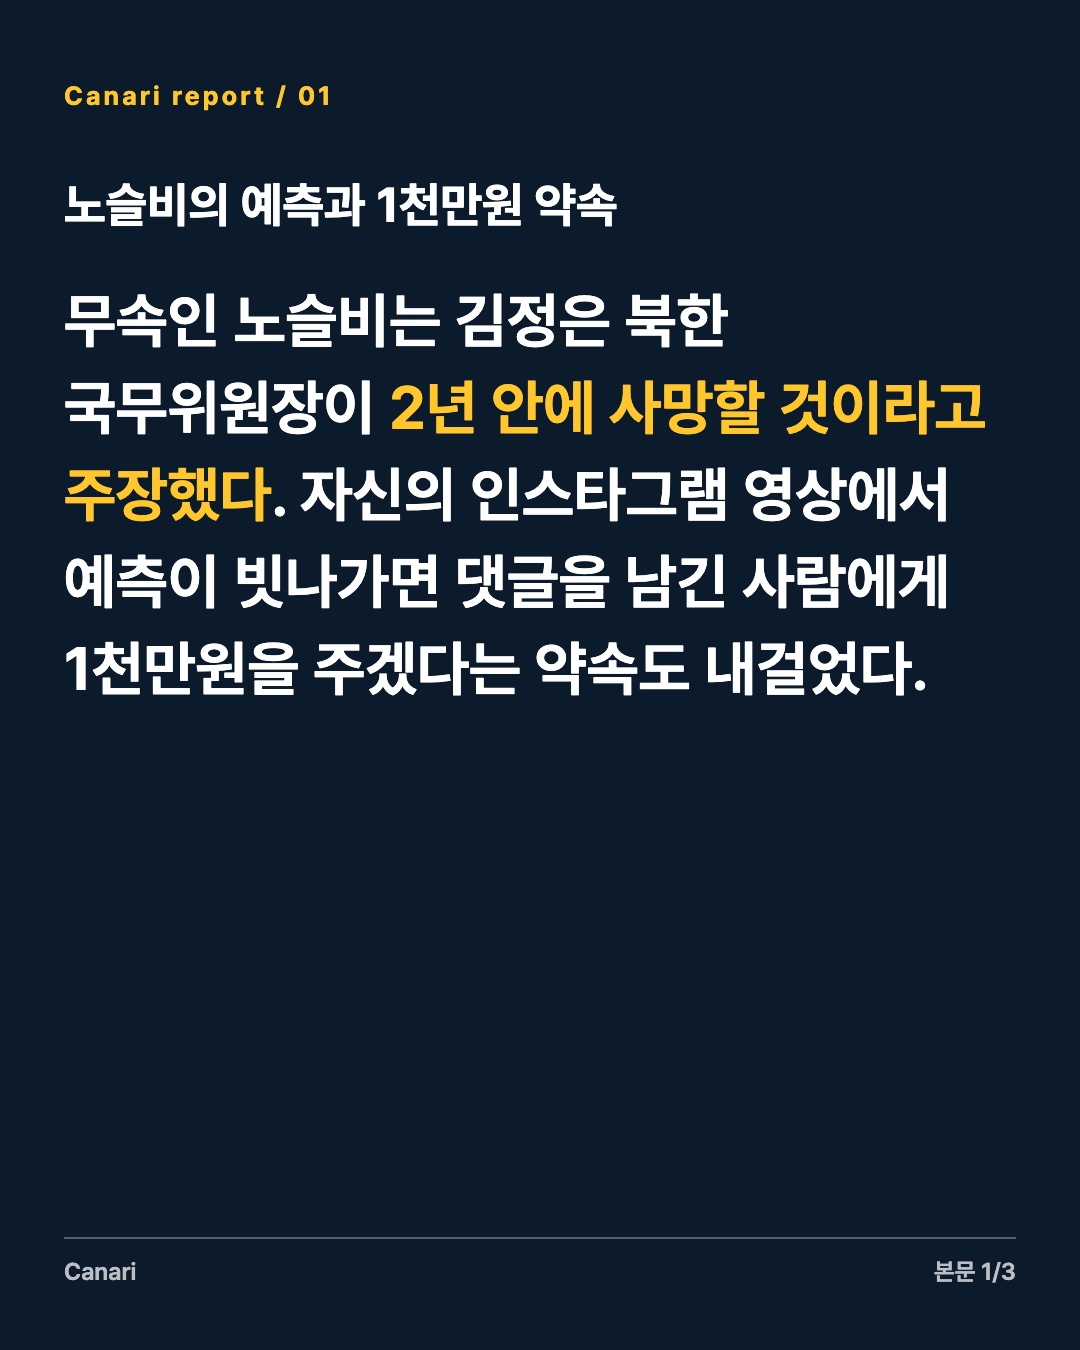 Canari report / 01
노슬비의 예측과 1천만원 약속
무속인 노슬비는 김정은 북한
국무위원장이 2년 안에 사망할 것이라고
주장했다. 자신의 인스타그램 영상에서
예측이 빗나가면 댓글을 남긴 사람에게
1천만원을 주겠다는 약속도 내걸었다.
Canari
본문 1/3